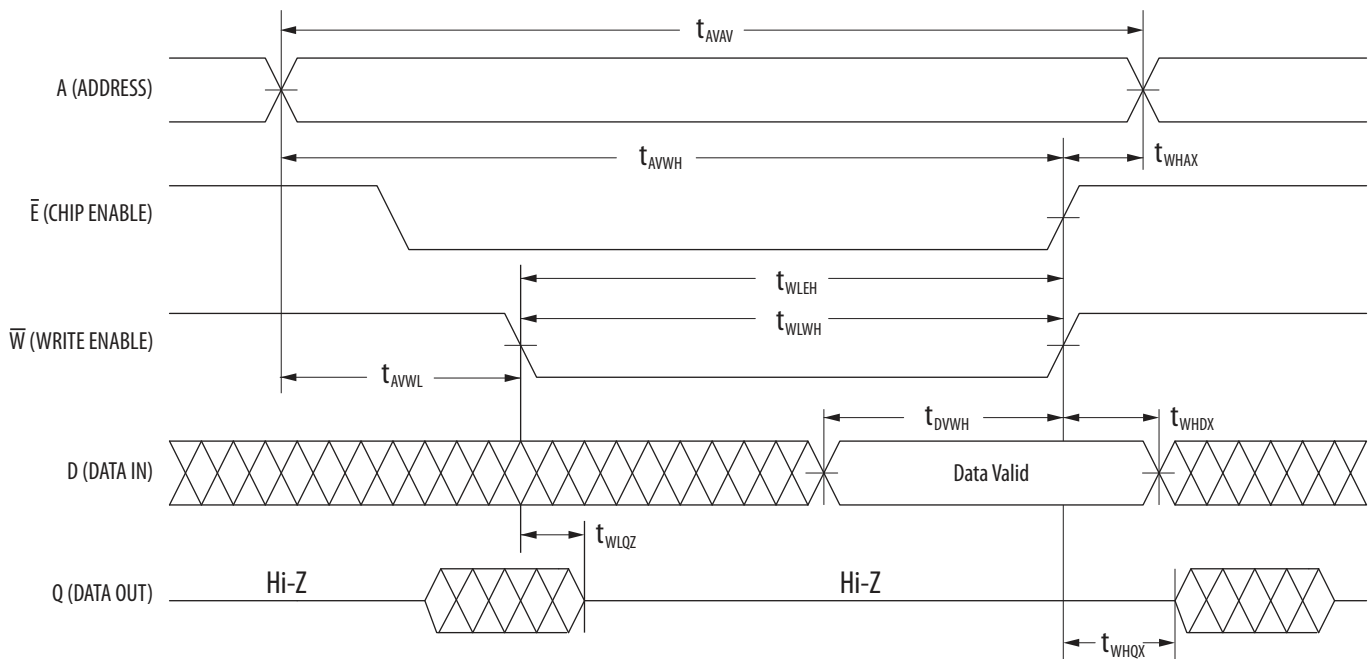 tAVAV
A (ADDRESS)
tAVWH
tWHAX
E̅ (CHIP ENABLE)
tWLEH
W̅ (WRITE ENABLE)
tWLWH
tAVWL
tDVWH
tWHDX
D (DATA IN)
Data Valid
tWLQZ
Q (DATA OUT)
Hi-Z
Hi-Z
tWHQX